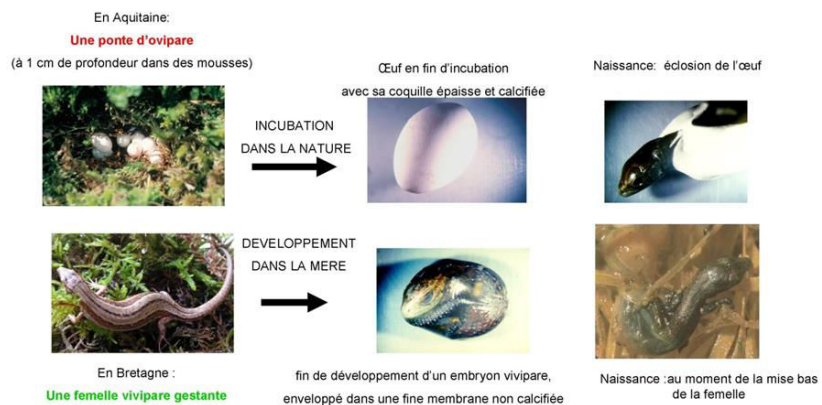 En Aquitaine:
Une ponte d'ovipare
(à 1 cm de profondeur dans des mousses)
Œuf en fin d'incubation
avec sa coquille épaisse et calcifiée
Naissance: éclosion de l'œuf
INCUBATION
DANS LA NATURE
DEVELOPPEMENT
DANS LA MERE
En Bretagne :
Une femelle vivipare gestante
fin de développement d'un embryon vivipare,
enveloppé dans une fine membrane non calcifiée
Naissance :au moment de la mise bas
de la femelle